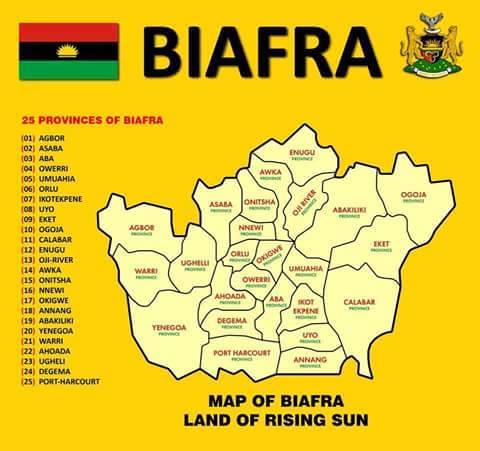 BIAFRA
25 PROVINCES OF BIAFRA
(01) AGBOR
(02) ASABA
(03) ABA
(04) OWERRI
(05) UMUAHIA
(06) ORLU
(07) IKOTEKPENE
(08) UYO
(09) EKET
(10) OGOJA
(11) CALABAR
(12) ENUGU
(13) OJI-RIVER
(14) AWKA
(15) ONITSHA
(16) NNEWI
(17) OKIGWE
(18) ANNANG
(19) ABAKILIKI
(20) YENEGOA
(21) WARRI
(22) AHOADA
(23) UGHELI
(24) DEGEMA
(25) PORT-HARCOURT
ENUGU
PROVINCE
AWKA
PROVINCE
OJI RIVER
PROVINCE
OGOJA
PROVINCE
ASABA
PROVINCE
ONITSHA
PROVINCE
ABAKILIKI
PROVINCE
AGBOR
PROVINCE
NNEWI
PROVINCE
EKET
PROVINCE
ORLU
PROVINCE
OKIGWE
PROVINCE
WARRI
PROVINCE
UGHELLI
PROVINCE
UMUAHIA
PROVINCE
OWERRI
PROVINCE
AHOADA
PROVINCE
ABA
PROVINCE
IKOT
EKPENE
PROVINCE
CALABAR
PROVINCE
YENEGOA
PROVINCE
DEGEMA
PROVINCE
UYO
PROVINCE
PORT HARCOURT
PROVINCE
ANNANG
PROVINCE
MAP OF BIAFRA
LAND OF RISING SUN